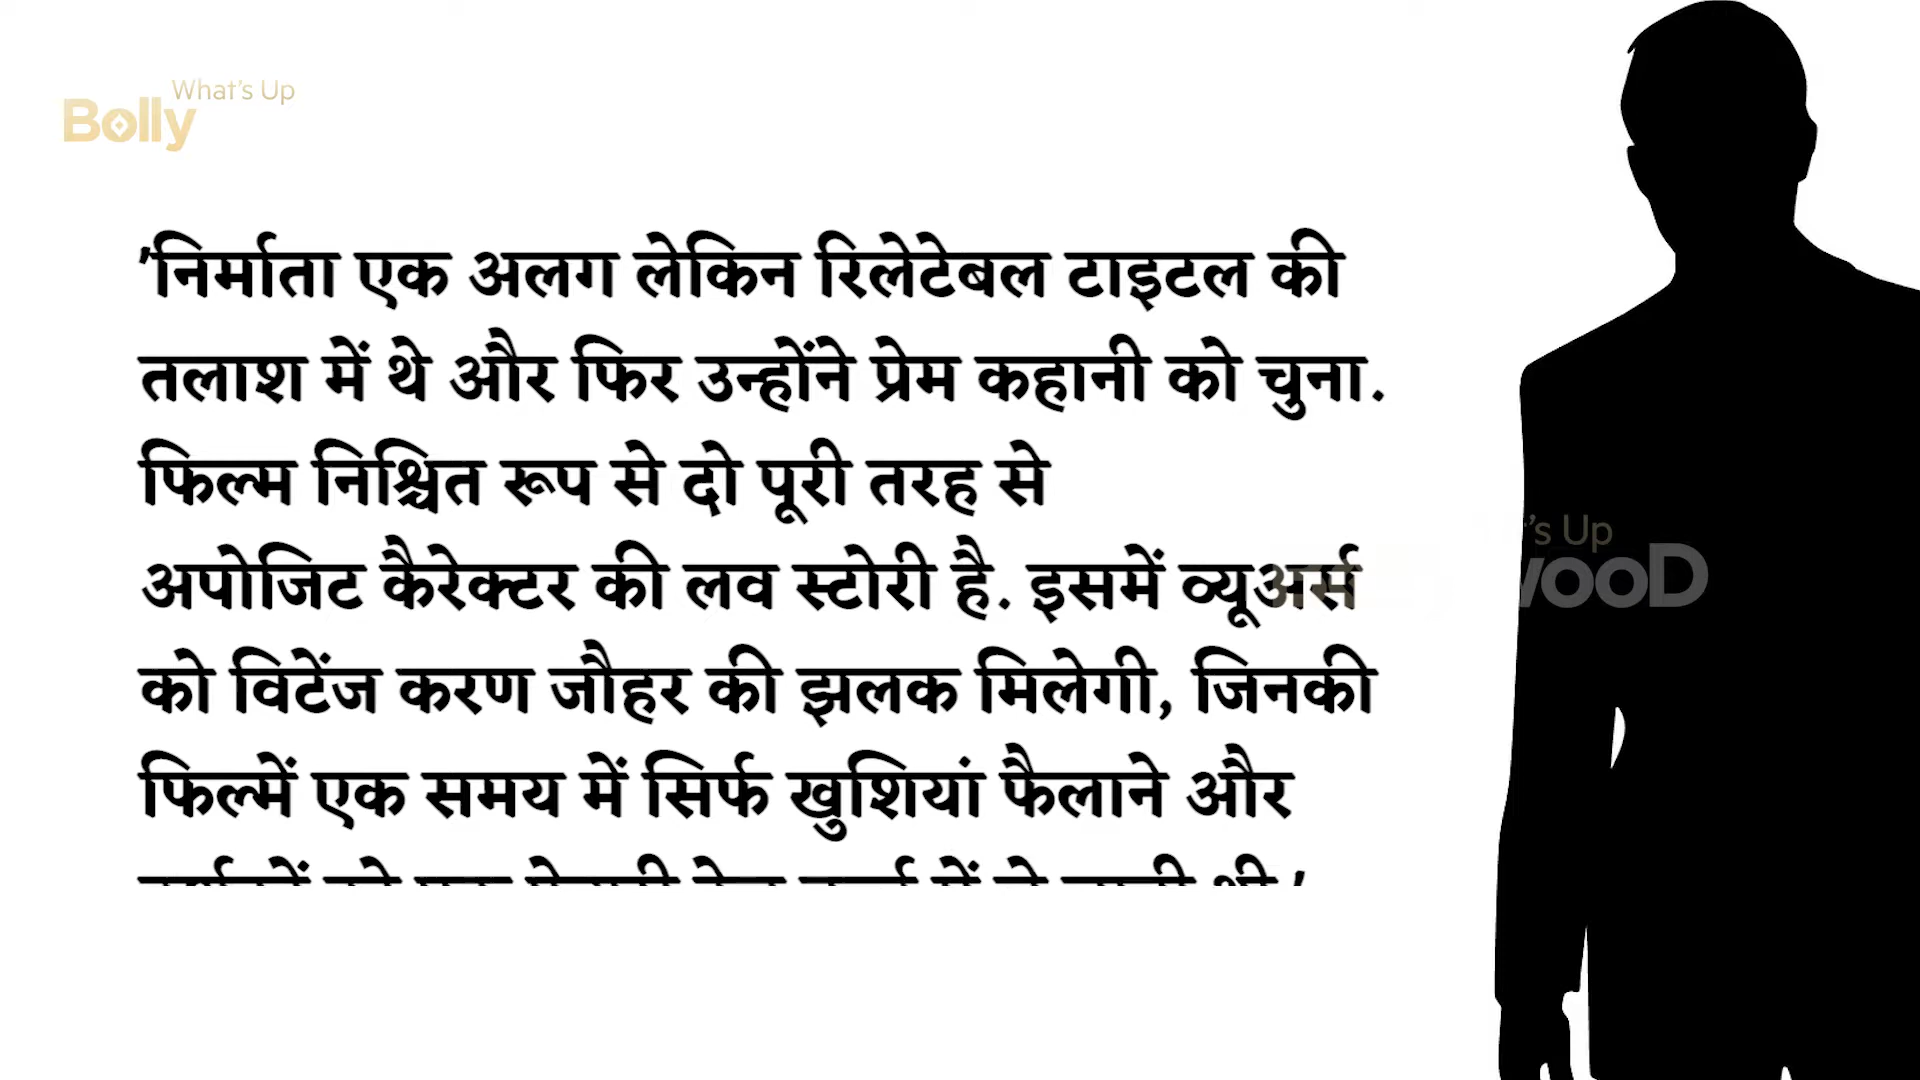 What's Up
Bolly
'निर्माता एक अलग लेकिन रिलेटेबल टाइटल की
तलाश में थे और फिर उन्होंने प्रेम कहानी को चुना.
फिल्म निश्चित रूप से दो पूरी तरह से
अपोजिट कैरेक्टर की लव स्टोरी है. इसमें व्यूअर्स
को विटेंज करण जौहर की झलक मिलेगी, जिनकी
फिल्में एक समय में सिर्फ खुशियां फैलाने और
Up